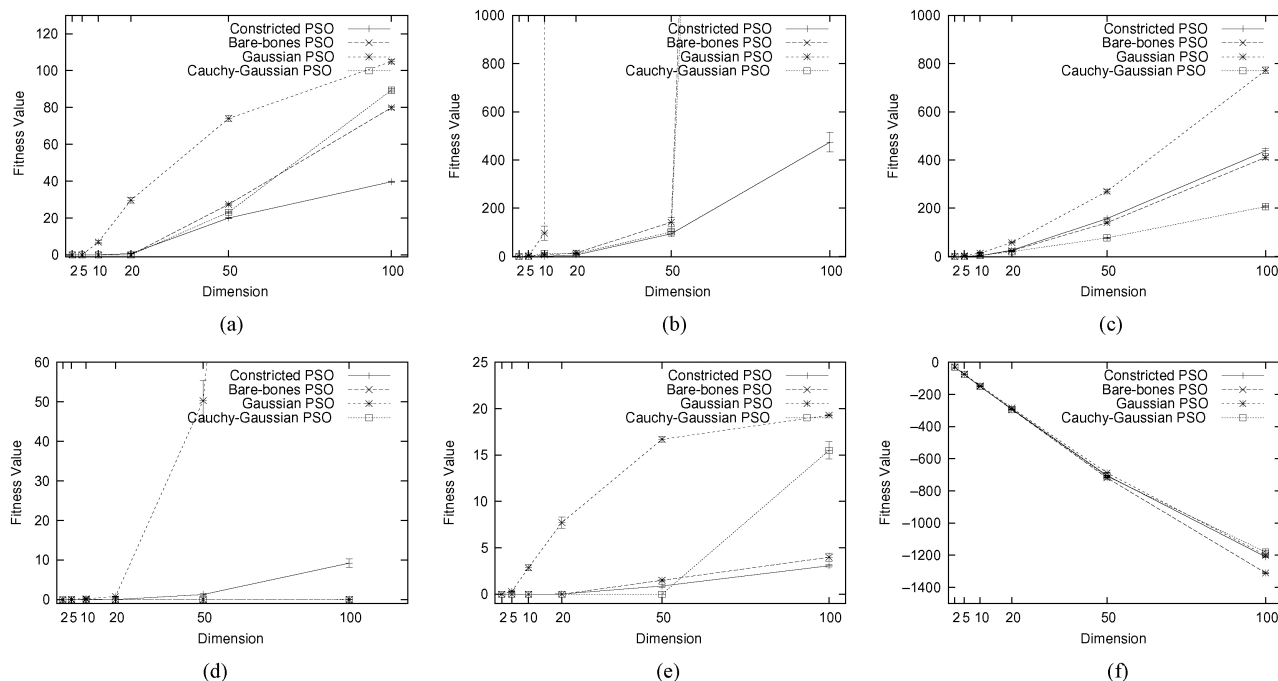 Fitness Value
120
100
80
60
40
20
0
2 5 10 20 50 100
Dimension
Constricted PSO
Bare-bones PSO
Gaussian PSO
Cauchy-Gaussian PSO
(a)
Fitness Value
1000
800
600
400
200
0
2 5 10 20 50 100
Dimension
Constricted PSO
Bare-bones PSO
Gaussian PSO
Cauchy-Gaussian PSO
(b)
Fitness Value
1000
800
600
400
200
0
2 5 10 20 50 100
Dimension
Constricted PSO
Bare-bones PSO
Gaussian PSO
Cauchy-Gaussian PSO
(c)
Fitness Value
60
50
40
30
20
10
0
2 5 10 20 50 100
Dimension
Constricted PSO
Bare-bones PSO
Gaussian PSO
Cauchy-Gaussian PSO
(d)
Fitness Value
25
20
15
10
5
0
2 5 10 20 50 100
Dimension
Constricted PSO
Bare-bones PSO
Gaussian PSO
Cauchy-Gaussian PSO
(e)
Fitness Value
0
−200
−400
−600
−800
−1000
−1200
−1400
2 5 10 20 50 100
Dimension
Constricted PSO
Bare-bones PSO
Gaussian PSO
Cauchy-Gaussian PSO
(f)